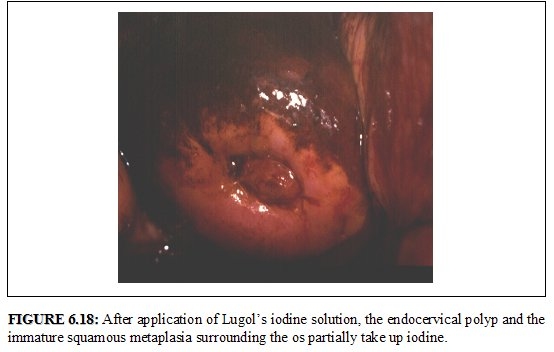 FIGURE 6.18: After application of Lugol’s iodine solution, the endocervical polyp and the
immature squamous metaplasia surrounding the os partially take up iodine.